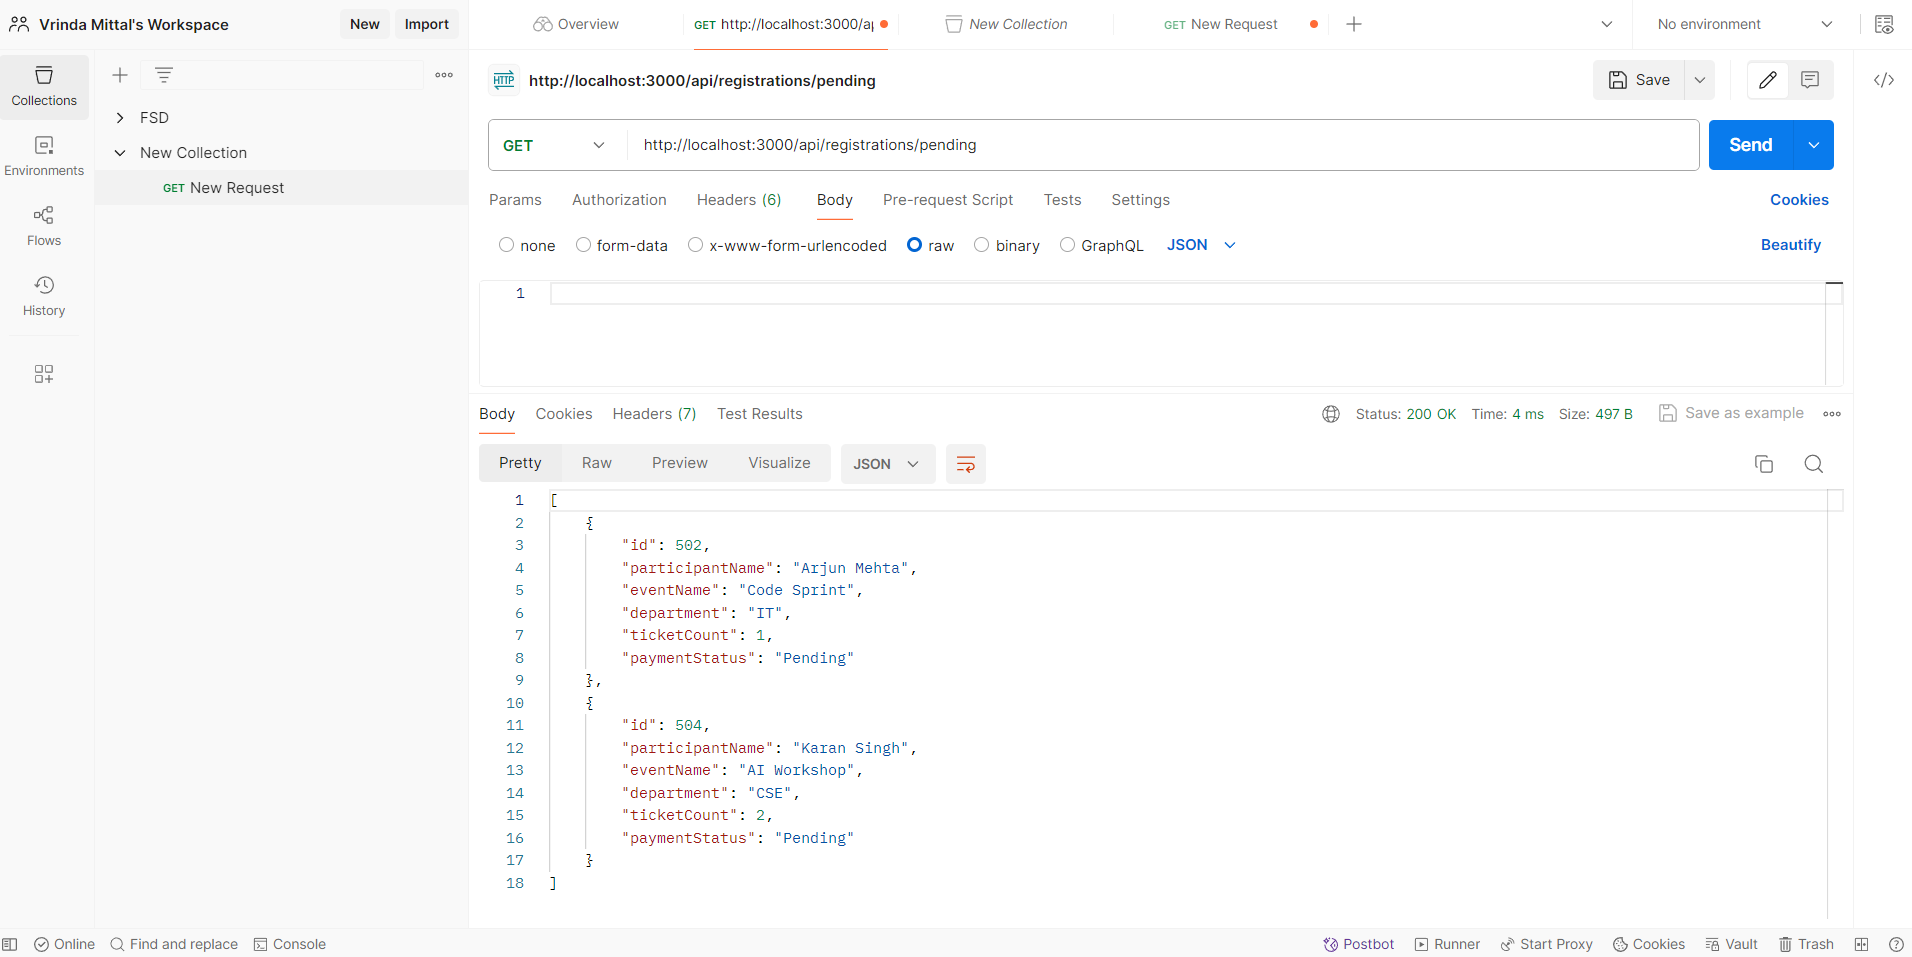 Vrinda Mittal's Workspace
New
Import
Overview
GET http://localhost:3000/ap
New Collection
GET New Request
No environment
Collections
Environments
Flows
History
FSD
New Collection
GET New Request
HTTP
http://localhost:3000/api/registrations/pending
Save
GET
http://localhost:3000/api/registrations/pending
Send
Params
Authorization
Headers (6)
Body
Pre-request Script
Tests
Settings
Cookies
none
form-data
x-www-form-urlencoded
raw
binary
GraphQL
JSON
Beautify
1
Body
Cookies
Headers (7)
Test Results
Status: 200 OK
Time: 4 ms
Size: 497 B
Save as example
Pretty
Raw
Preview
Visualize
JSON
1 [
2 {
3 "id": 502,
4 "participantName": "Arjun Mehta",
5 "eventName": "Code Sprint",
6 "department": "IT",
7 "ticketCount": 1,
8 "paymentStatus": "Pending"
9 },
10 {
11 "id": 504,
12 "participantName": "Karan Singh",
13 "eventName": "AI Workshop",
14 "department": "CSE",
15 "ticketCount": 2,
16 "paymentStatus": "Pending"
17 }
18 ]
Online
Find and replace
Console
Postbot
Runner
Start Proxy
Cookies
Vault
Trash